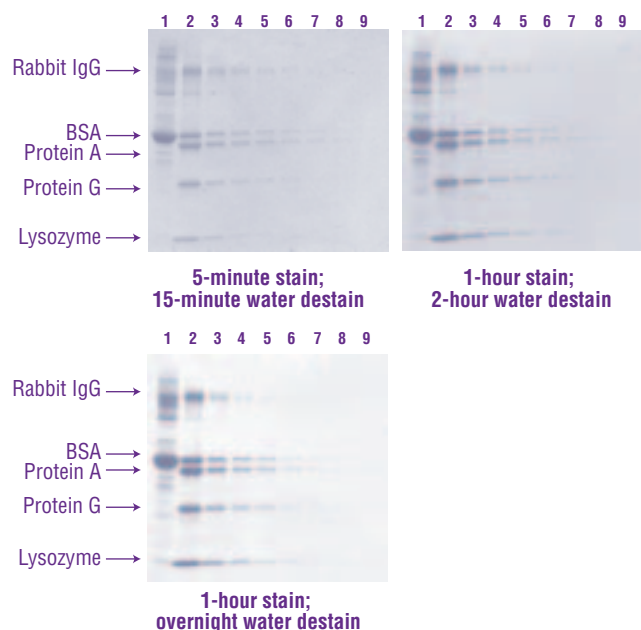 1 2 3 4 5 6 7 8 9
Rabbit IgG
BSA
Protein A
Protein G
Lysozyme
5-minute stain;
15-minute water destain
1 2 3 4 5 6 7 8 9
1-hour stain;
2-hour water destain
1 2 3 4 5 6 7 8 9
Rabbit IgG
BSA
Protein A
Protein G
Lysozyme
1-hour stain;
overnight water destain